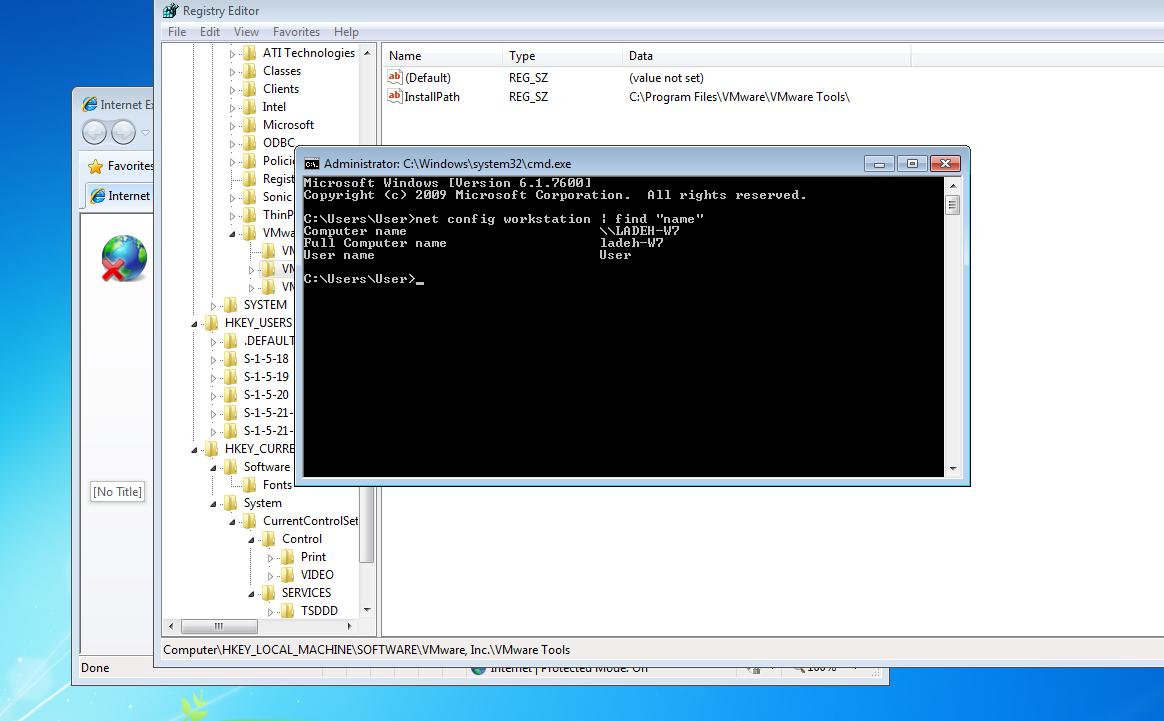 Registry Editor
File Edit View Favorites Help
ATI Technologies
Classes
Clients
Intel
Microsoft
ODBC
Policie
Regist
Sonic
ThinP
VMwa
VM
VM
VM
SYSTEM
HKEY_USERS
.DEFAULT
S-1-5-18
S-1-5-19
S-1-5-20
S-1-5-21-
S-1-5-21-
HKEY_CURRE
Software
Fonts
System
CurrentControlSet
Control
Print
VIDEO
SERVICES
TSDDD
Name Type Data
(Default) REG_SZ (value not set)
InstallPath REG_SZ C:\Program Files\VMware\VMware Tools\
Computer\HKEY_LOCAL_MACHINE\SOFTWARE\VMware, Inc.\VMware Tools
Administrator: C:\Windows\system32\cmd.exe
Microsoft Windows [Version 6.1.7600]
Copyright (c) 2009 Microsoft Corporation.  All rights reserved.
C:\Users\User>net config workstation | find "name"
Computer name \\LADEH-W7
Full Computer name ladeh-W7
User name User
C:\Users\User>_
Internet Ex
Favorites
Internet
[No Title]
Done
Internet | Protected Mode: On
100%